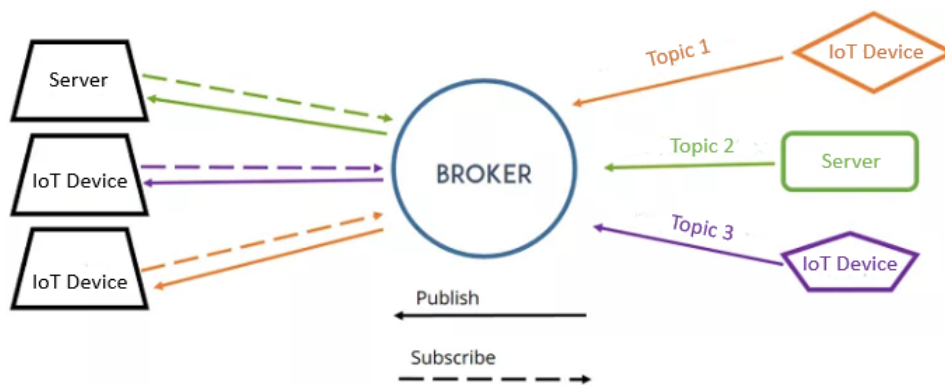 Server
IoT Device
IoT Device
BROKER
Topic 1
IoT Device
Topic 2
Server
Topic 3
IoT Device
Publish
Subscribe